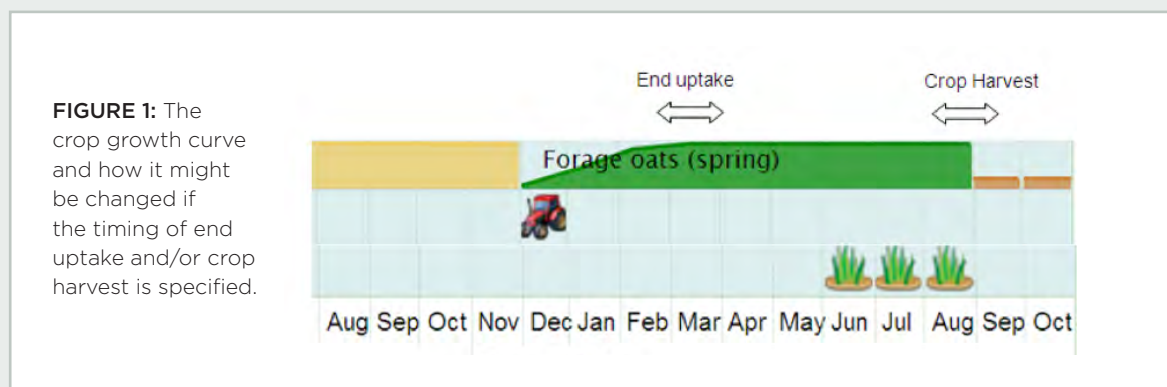 FIGURE 1: The
crop growth curve
and how it might
be changed if
the timing of end
uptake and/or crop
harvest is specified.
End uptake
Crop Harvest
Forage oats (spring)
Aug Sep Oct Nov Dec Jan Feb Mar Apr May Jun Jul Aug Sep Oct